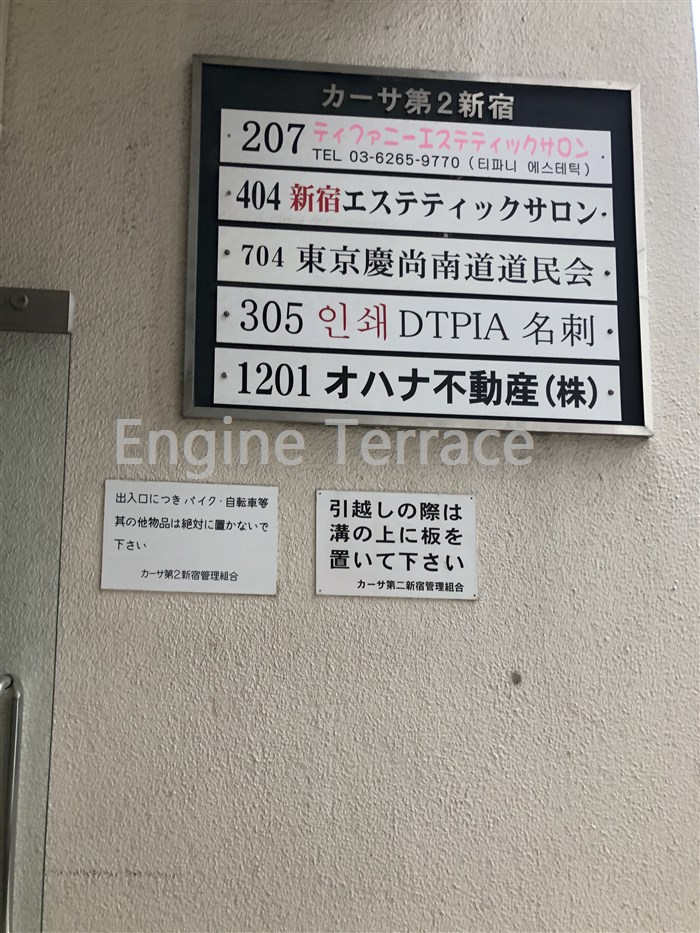 カーサ第2新宿
207 ティファニーエステティックサロン
TEL 03-6265-9770 (티파니 에스테틱)
404 新宿エステティックサロン
704 東京慶尚南道道民会
305 인쇄 DTPIA 名刺
1201 オハナ不動産(株)
Engine Terrace
出入口につきバイク・自転車等
其の他物品は絶対に置かないで
下さい
カーサ第2新宿管理組合
引越しの際は
溝の上に板を
置いて下さい
カーサ第二新宿管理組合